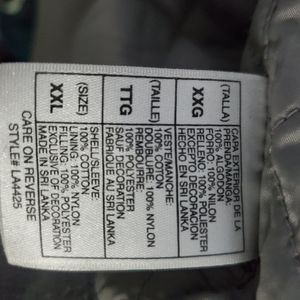 (SIZE)
XXL
SHELL/SLEEVE:
100% COTTON
LINING: 100% NYLON
FILLING: 100% POLYESTER
EXCLUSIVE OF DECORATION
MADE IN SRI LANKA
CARE ON REVERSE
STYLE# LA4425
(TAILLE)
TTG
VESTE/MANCHE:
100% COTON
DOUBLURE: 100% NYLON
100% POLYESTER
SAUF DECORATION
FABRIQUE AU SRI LANKA
(TALLA)
XXG
CAPA EXTERIOR DE LA
PRENDA/MANGA:
100% ALGODON
FORRO: 100% NYLON
RELLENO: 100% POLIESTER
EXCEPTO DECORACION
HECHO EN SRI LANKA